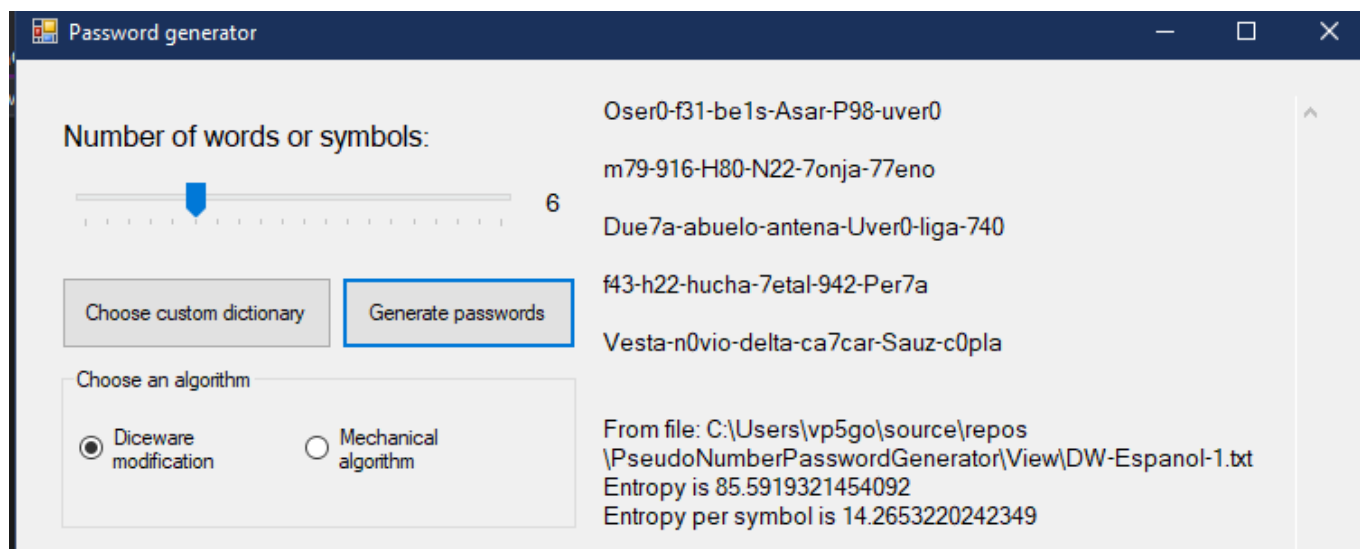 Password generator
Number of words or symbols:
6
Choose custom dictionary
Generate passwords
Choose an algorithm
Diceware
modification
Mechanical
algorithm
Oser0-f31-be1s-Asar-P98-uver0
m79-916-H80-N22-7onja-77eno
Due7a-abuelo-antena-Uver0-liga-740
f43-h22-hucha-7etal-942-Per7a
Vesta-n0vio-delta-ca7car-Sauz-c0pla
From file: C:\Users\vp5go\source\repos
\PseudoNumberPasswordGenerator\View\DW-Espanol-1.txt
Entropy is 85.5919321454092
Entropy per symbol is 14.2653220242349